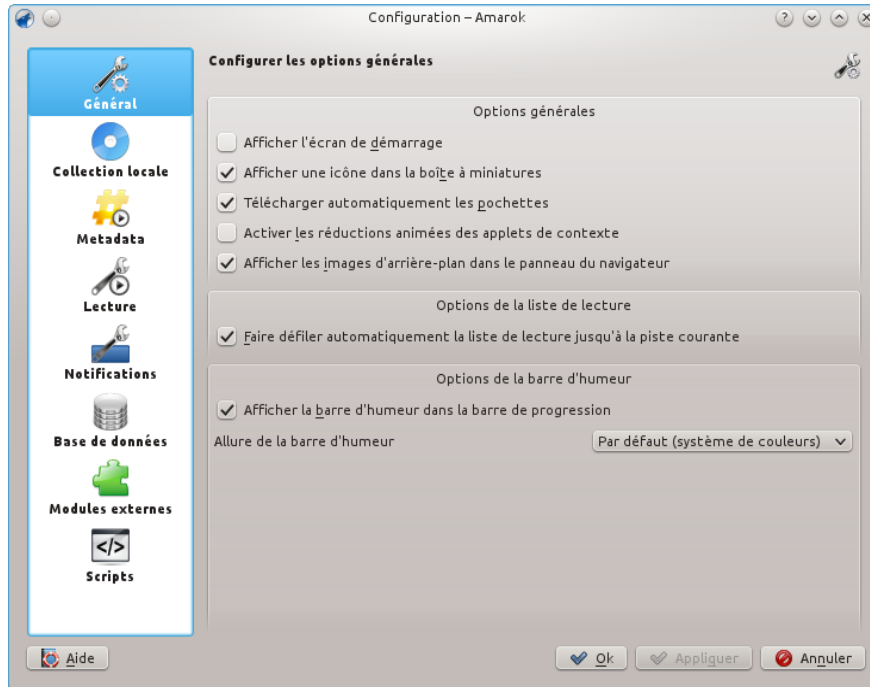 Configuration – Amarok
Configurer les options générales
Général
Collection locale
Metadata
Lecture
Notifications
Base de données
Modules externes
</>
Scripts
Options générales
Afficher l'écran de démarrage
Afficher une icône dans la boîte à miniatures
Télécharger automatiquement les pochettes
Activer les réductions animées des applets de contexte
Afficher les images d'arrière-plan dans le panneau du navigateur
Options de la liste de lecture
Faire défiler automatiquement la liste de lecture jusqu'à la piste courante
Options de la barre d'humeur
Afficher la barre d'humeur dans la barre de progression
Allure de la barre d'humeur Par défaut (système de couleurs)
Aide Ok Appliquer Annuler